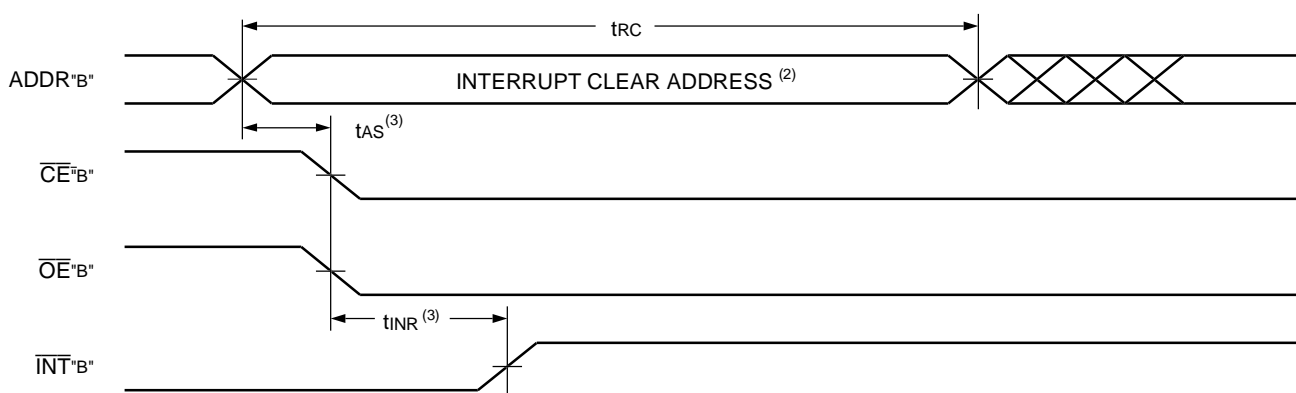 tRC
ADDR"B"
INTERRUPT CLEAR ADDRESS (2)
tAS(3)
CE"B"
OE"B"
tINR (3)
INT"B"